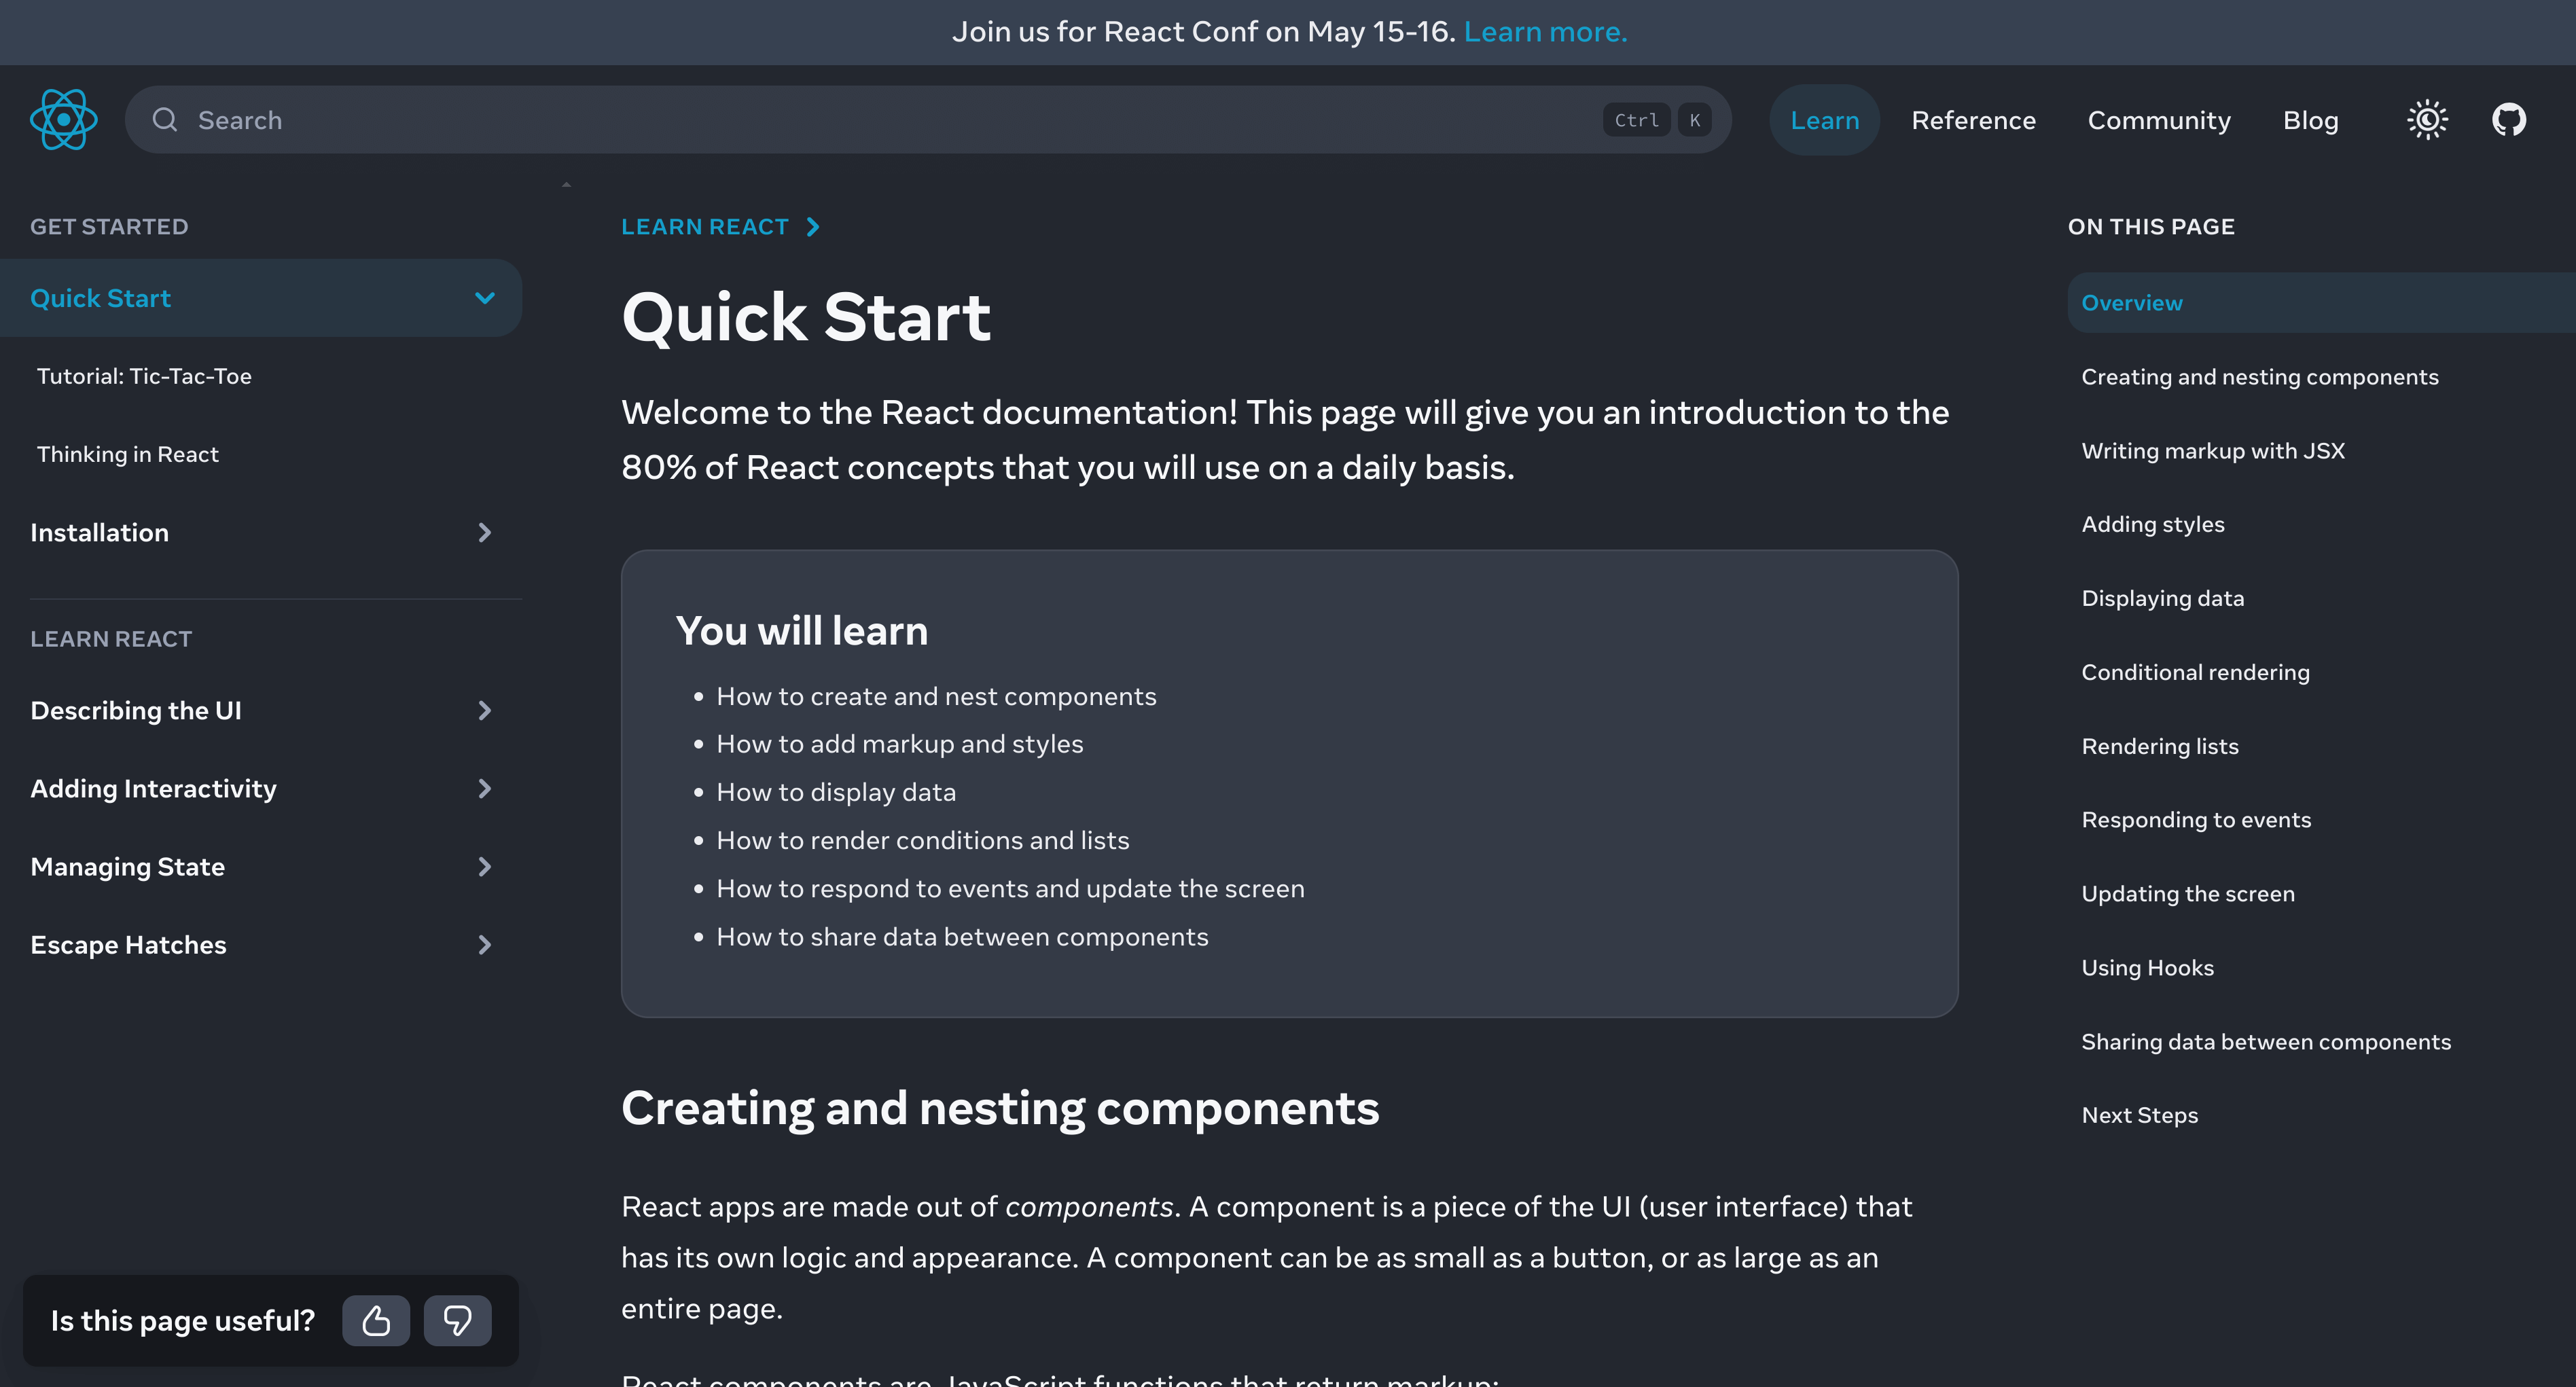 Join us for React Conf on May 15-16. Learn more.
Search
Ctrl K
Learn
Reference
Community
Blog
GET STARTED
Quick Start
Tutorial: Tic-Tac-Toe
Thinking in React
Installation
LEARN REACT
Describing the UI
Adding Interactivity
Managing State
Escape Hatches
Is this page useful?
LEARN REACT
Quick Start
Welcome to the React documentation! This page will give you an introduction to the
80% of React concepts that you will use on a daily basis.
You will learn
• How to create and nest components
• How to add markup and styles
• How to display data
• How to render conditions and lists
• How to respond to events and update the screen
• How to share data between components
Creating and nesting components
React apps are made out of components. A component is a piece of the UI (user interface) that
has its own logic and appearance. A component can be as small as a button, or as large as an
entire page.
React components are JavaScript functions that return markup:
ON THIS PAGE
Overview
Creating and nesting components
Writing markup with JSX
Adding styles
Displaying data
Conditional rendering
Rendering lists
Responding to events
Updating the screen
Using Hooks
Sharing data between components
Next Steps